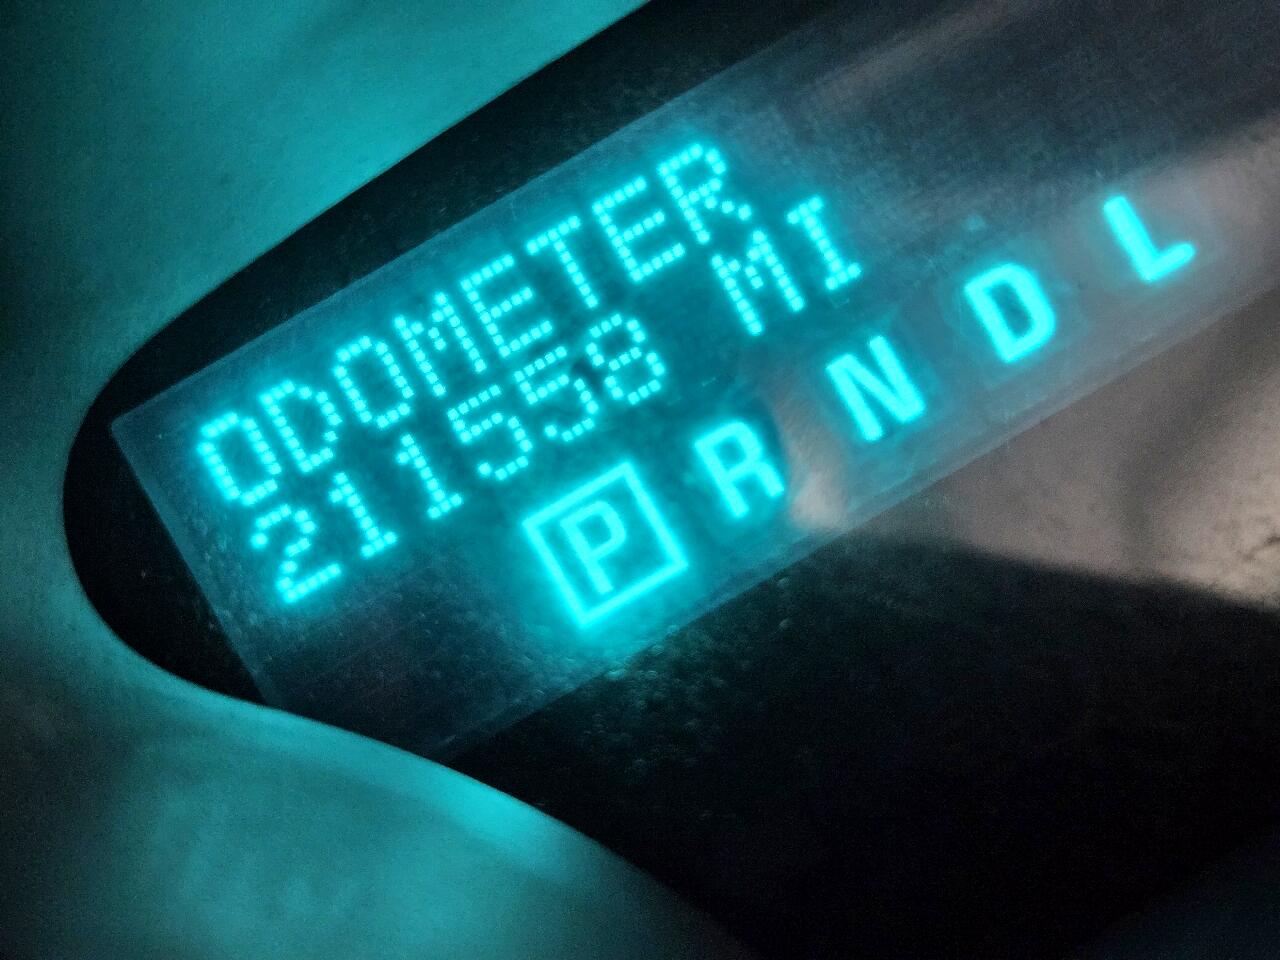 ODOMETER
211558 MI
P R N D L